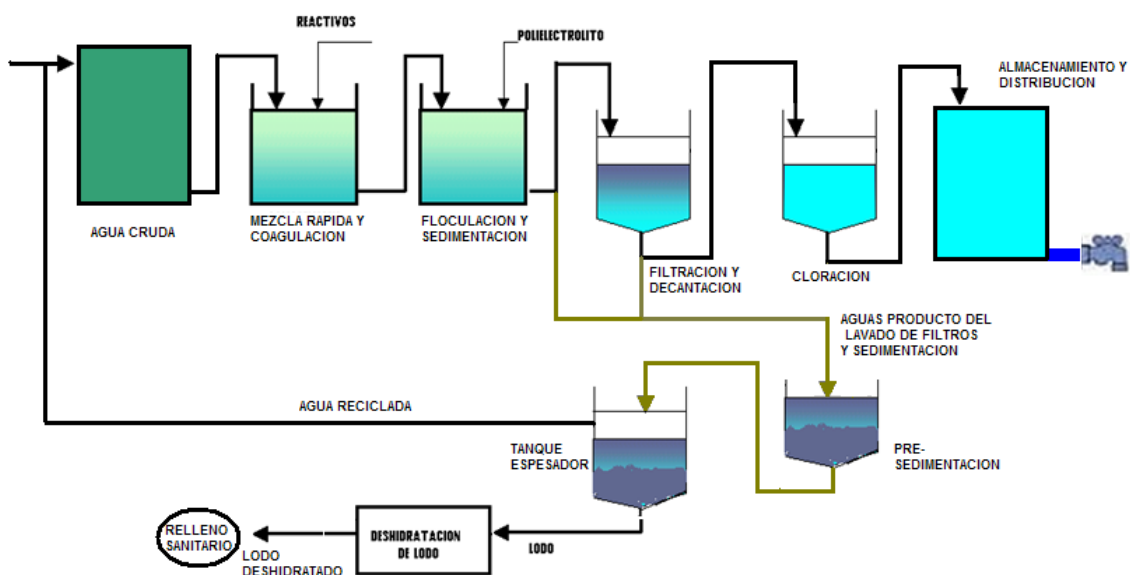 REACTIVOS
POLIELECTROLITO
ALMACENAMIENTO Y
DISTRIBUCION
AGUA CRUDA
MEZCLA RAPIDA Y
COAGULACION
FLOCULACION Y
SEDIMENTACION
FILTRACION Y
DECANTACION
CLORACION
AGUAS PRODUCTO DEL
LAVADO DE FILTROS
Y SEDIMENTACION
AGUA RECICLADA
TANQUE
ESPESADOR
PRE-
SEDIMENTACION
RELLENO
SANITARIO
LODO
DESHIDRATADO
DESHIDRATACION
DE LODO
LODO